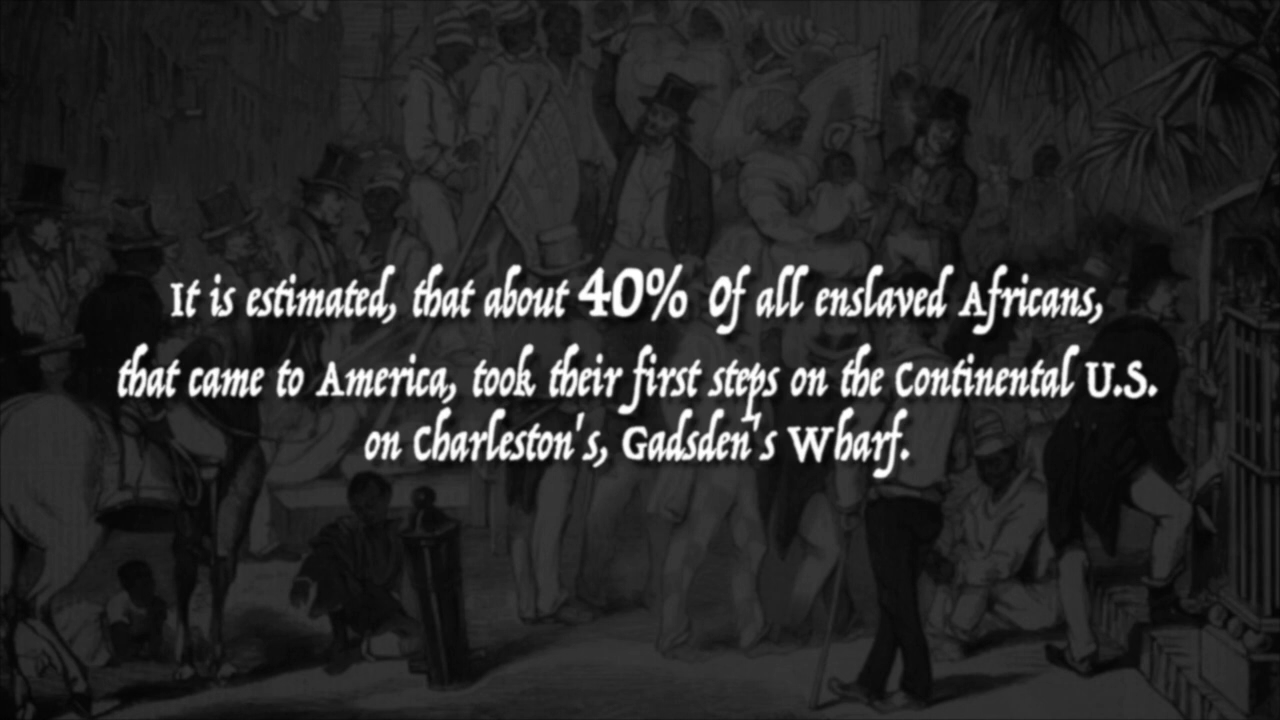 It is estimated, that about 40% Of all enslaved Africans,
that came to America, took their first steps on the Continental U.S.
on Charleston's, Gadsden's Wharf.